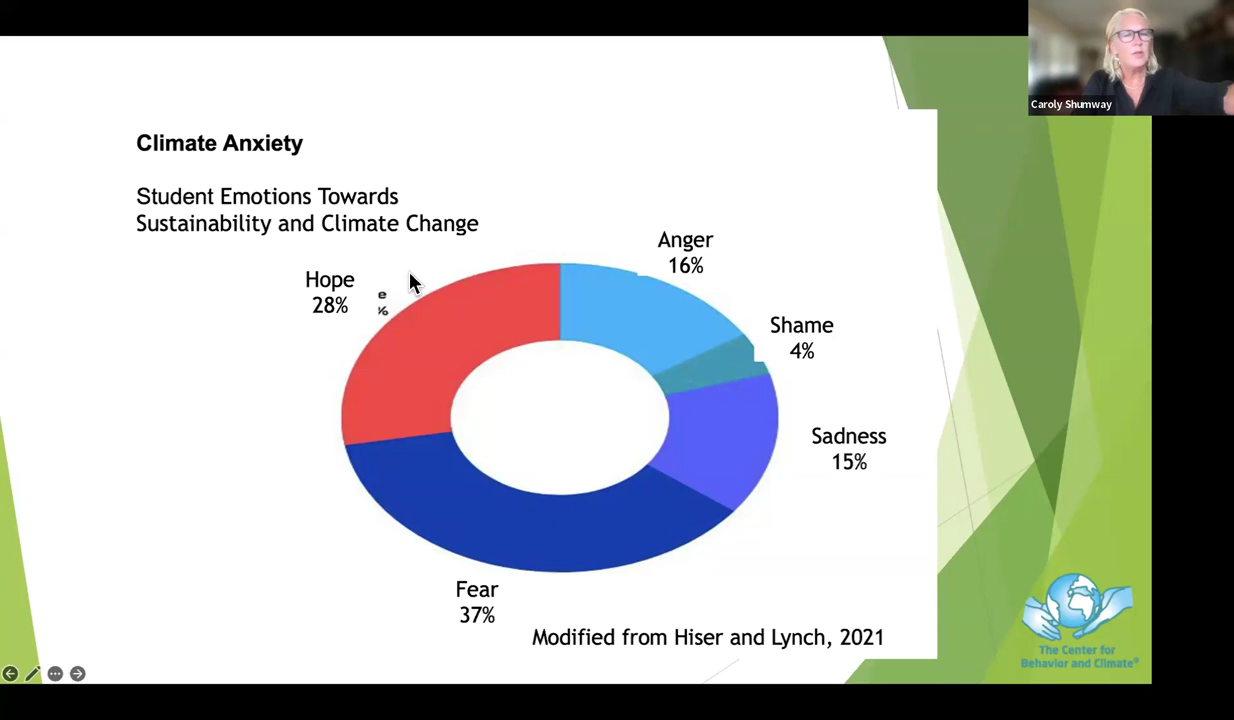 Caroly Shumway
Climate Anxiety
Student Emotions Towards
Sustainability and Climate Change
Anger
16%
Hope
28%
e
%
Shame
4%
Sadness
15%
Fear
37%
Modified from Hiser and Lynch, 2021
The Center for
Behavior and Climate®